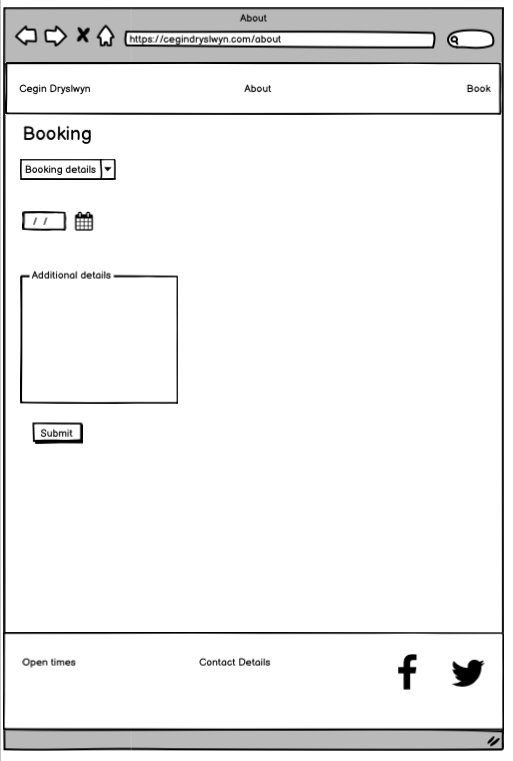 About
https://cegindryslwyn.com/about
Cegin Dryslwyn About Book
Booking
Booking details
/ /
Additional details
Submit
Open times Contact Details